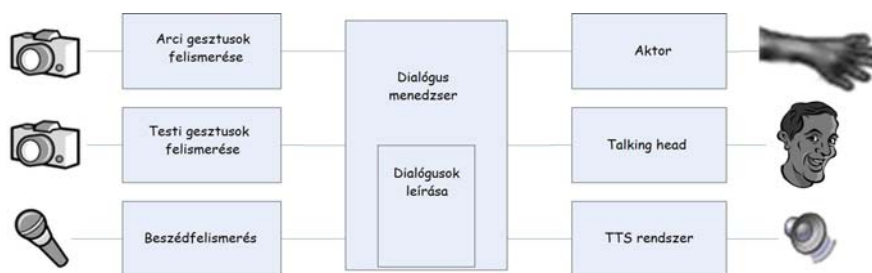 Arci gesztusok
felismerése
Testi gesztusok
felismerése
Beszédfelismerés
Dialógus
menedzser
Dialógusok
leírása
Aktor
Talking head
TTS rendszer